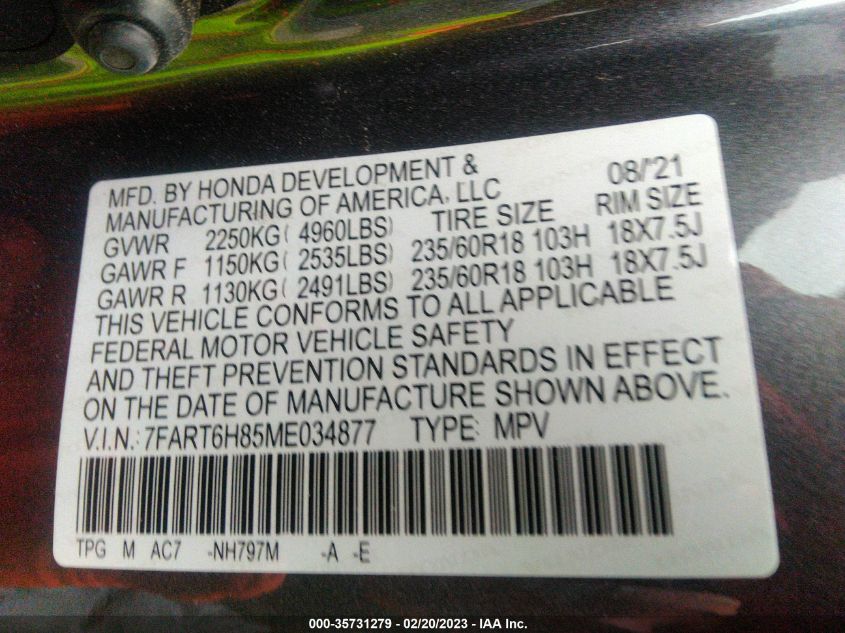 MFD. BY HONDA DEVELOPMENT & 08/'21
MANUFACTURING OF AMERICA, LLC TIRE SIZE RIM SIZE
GVWR 2250KG( 4960LBS)
GAWR F 1150KG( 2535LBS) 235/60R18 103H 18X7.5J
GAWR R 1130KG( 2491LBS) 235/60R18 103H 18X7.5J
THIS VEHICLE CONFORMS TO ALL APPLICABLE
FEDERAL MOTOR VEHICLE SAFETY
AND THEFT PREVENTION STANDARDS IN EFFECT
ON THE DATE OF MANUFACTURE SHOWN ABOVE.
V.I.N.: 7FART6H85ME034877 TYPE: MPV
TPG M AC7 -NH797M -A -E
000-35731279 - 02/20/2023 - IAA Inc.